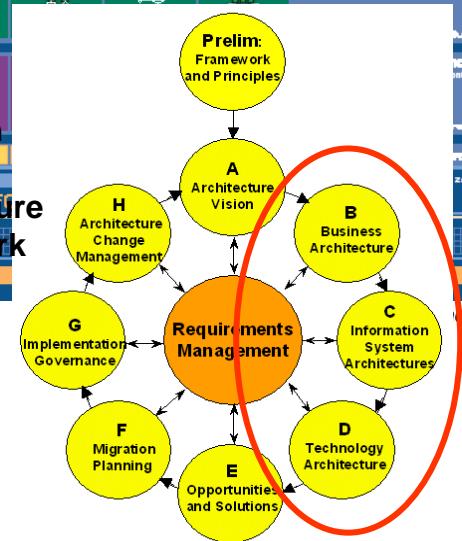 Prelim:
Framework
and Principles
A
Architecture
Vision
H
Architecture
Change
Management
B
Business
Architecture
G
Implementation
Governance
Requirements
Management
C
Information
System
Architectures
F
Migration
Planning
D
Technology
Architecture
E
Opportunities
and Solutions